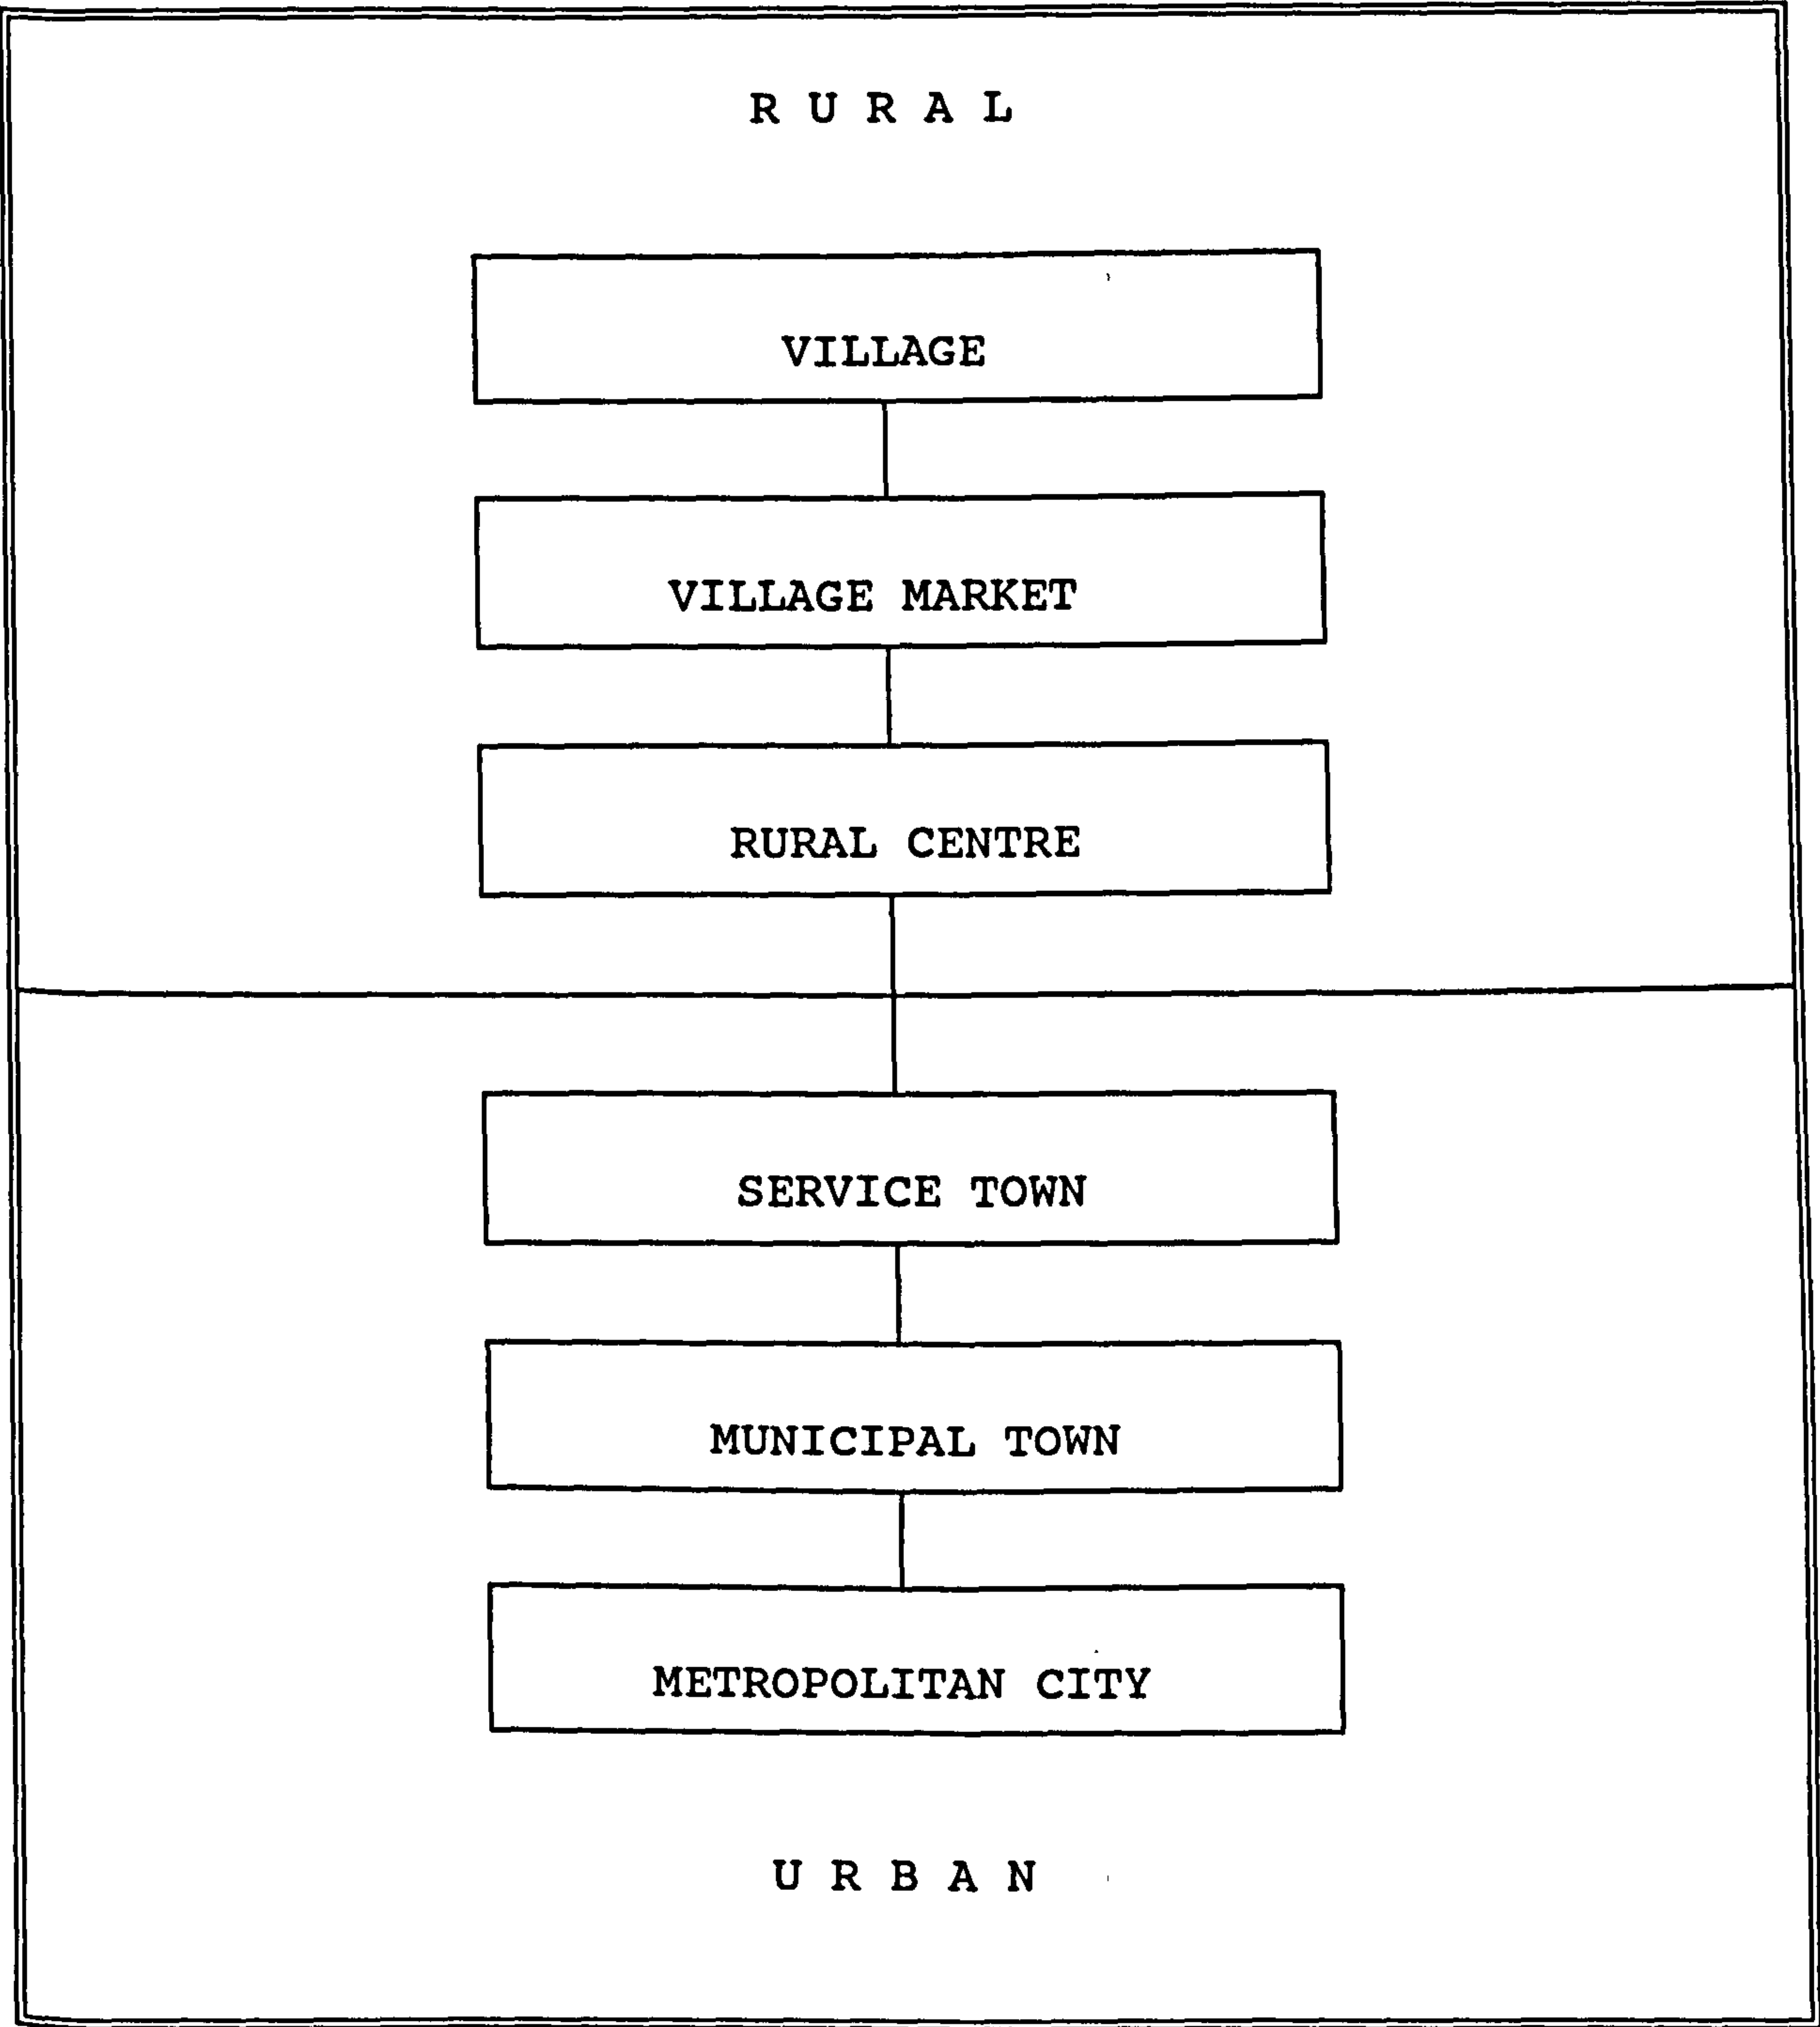 R U R A L
VILLAGE
VILLAGE MARKET
RURAL CENTRE
SERVICE TOWN
MUNICIPAL TOWN
METROPOLITAN CITY
U R B A N